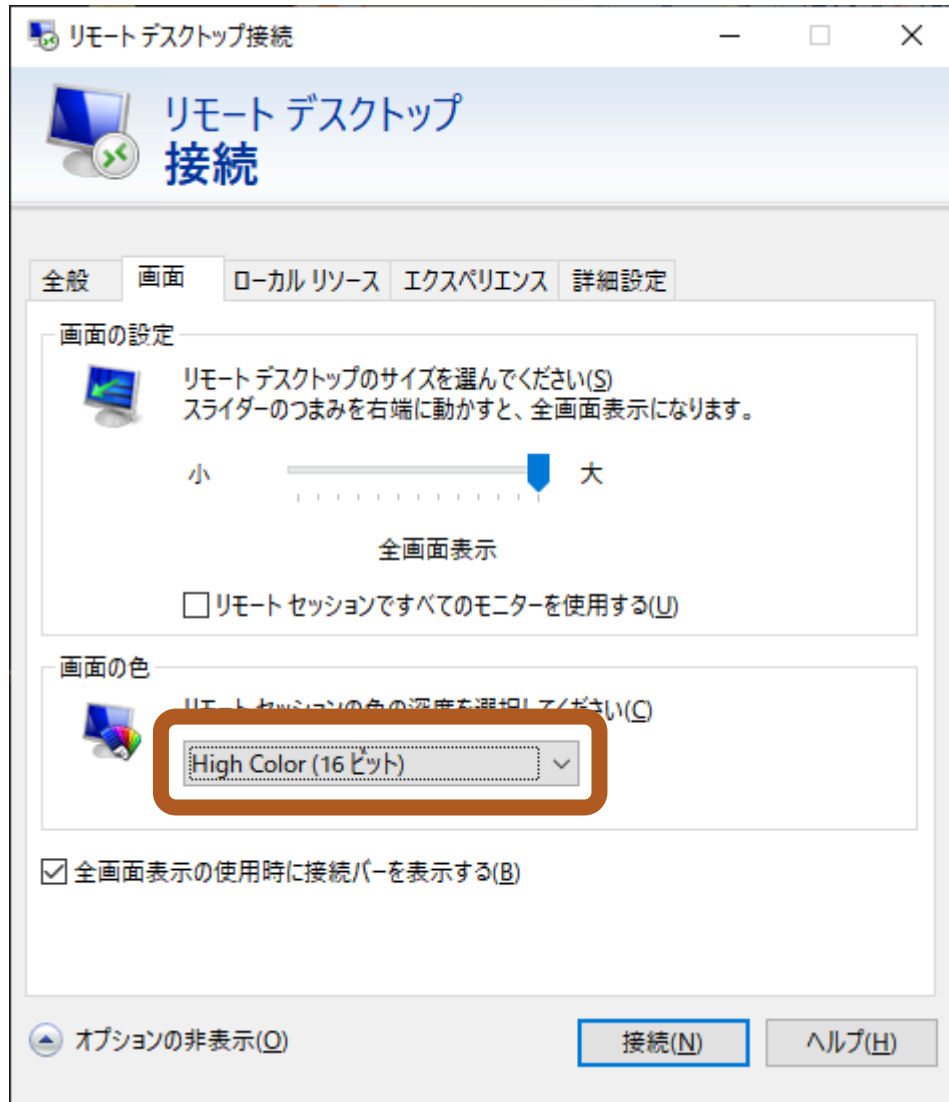 リモート デスクトップ接続
リモート デスクトップ
接続
全般 画面 ローカル リソース エクスペリエンス 詳細設定
画面の設定
リモート デスクトップのサイズを選んでください(S)
スライダーのつまみを右端に動かすと、全画面表示になります。
小 大
全画面表示
リモート セッションですべてのモニターを使用する(U)
画面の色
リモート セッションの色の深度を選択してください(C)
High Color (16 ビット)
全画面表示の使用時に接続バーを表示する(B)
オプションの非表示(O) 接続(N) ヘルプ(H)